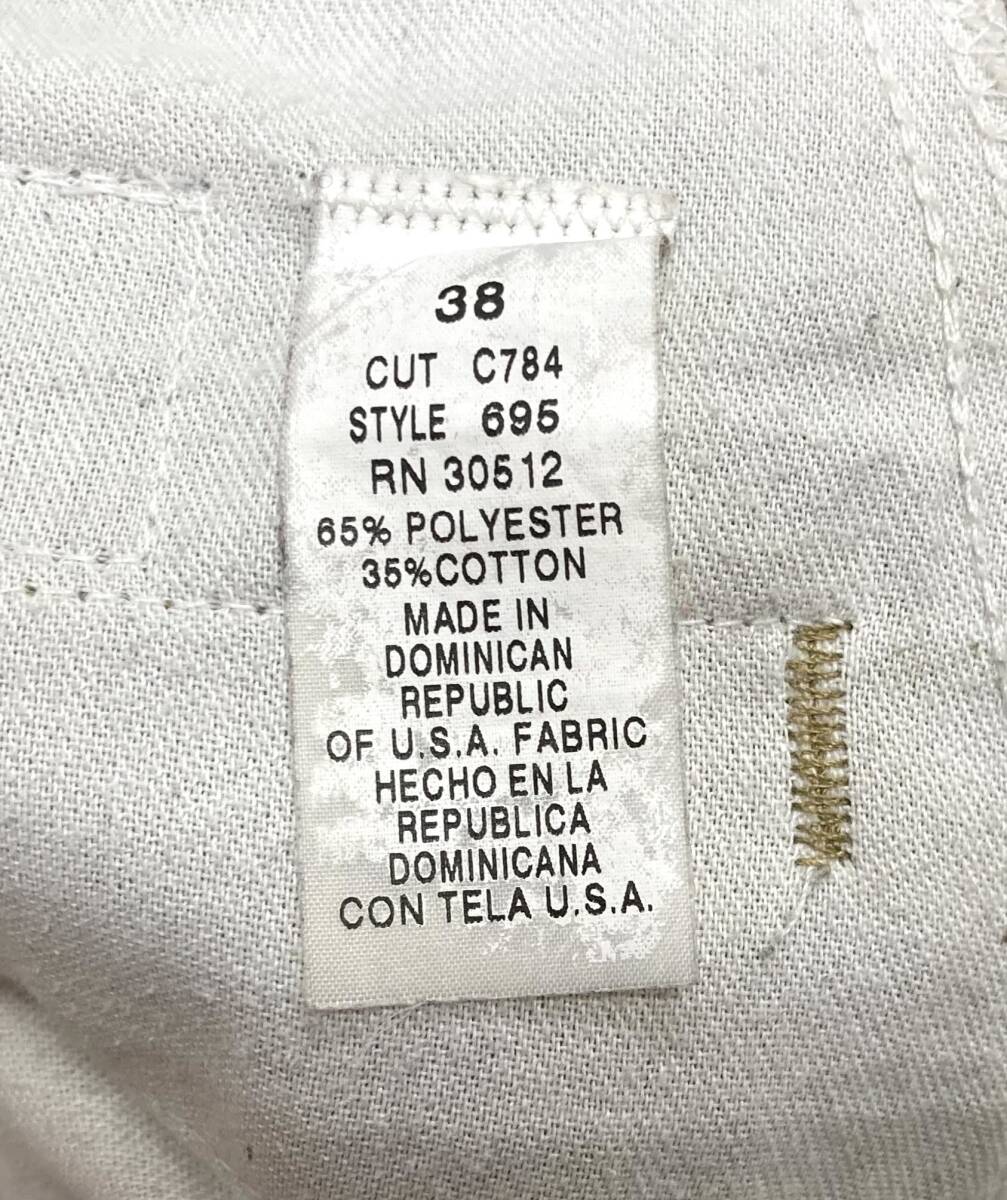 38
CUT C784
STYLE 695
RN 30512
65% POLYESTER
35%COTTON
MADE IN
DOMINICAN
REPUBLIC
OF U.S.A. FABRIC
HECHO EN LA
REPUBLICA
DOMINICANA
CON TELA U.S.A.